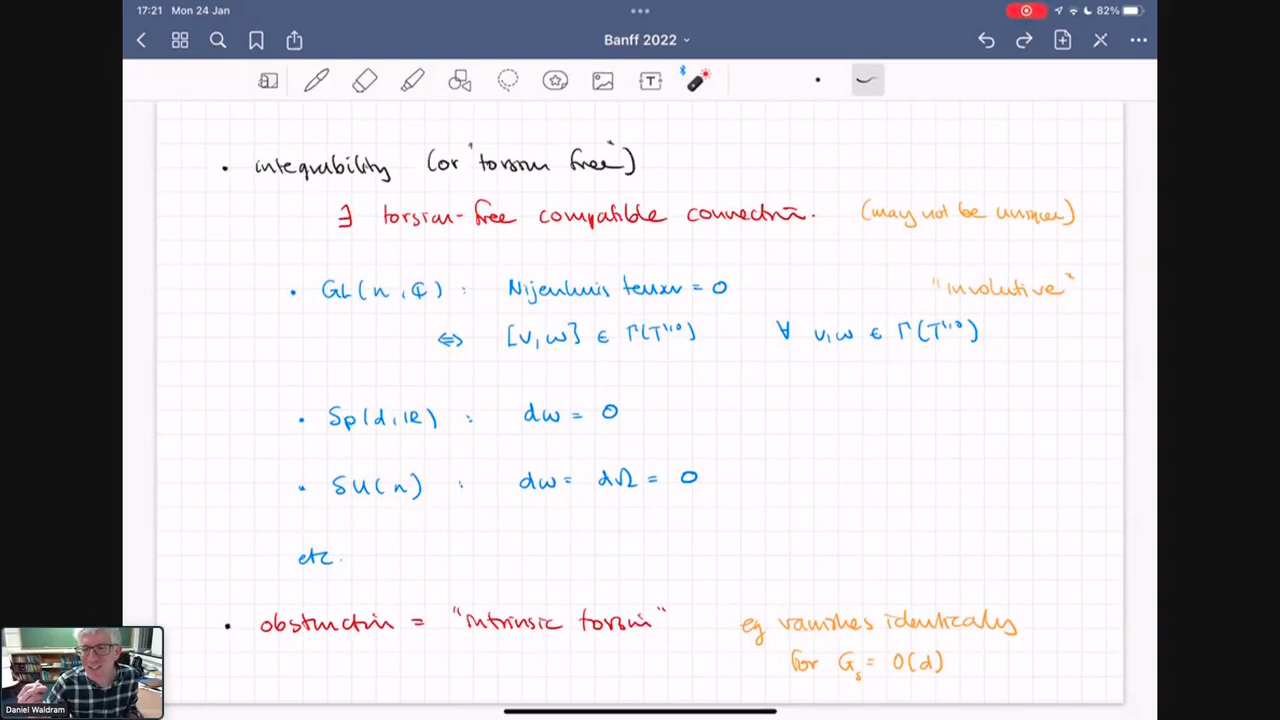 17:21 Mon 24 Jan
82%
Banff 2022
• integrability (or "torsion free")
∃ torsion-free compatible connection. (may not be unique)
• GL(n,ℂ) : Nijenhuis tensor = 0 "involutive"
⇔ [v,w] ∈ Γ(T¹,⁰) ∀ v,w ∈ Γ(T¹,⁰)
• Sp(d,ℝ) : dω = 0
• SU(n) : dω = dΩ = 0
etc.
• obstruction = "intrinsic torsion" eg vanishes identically
for G_s = O(d)
Daniel Waldram